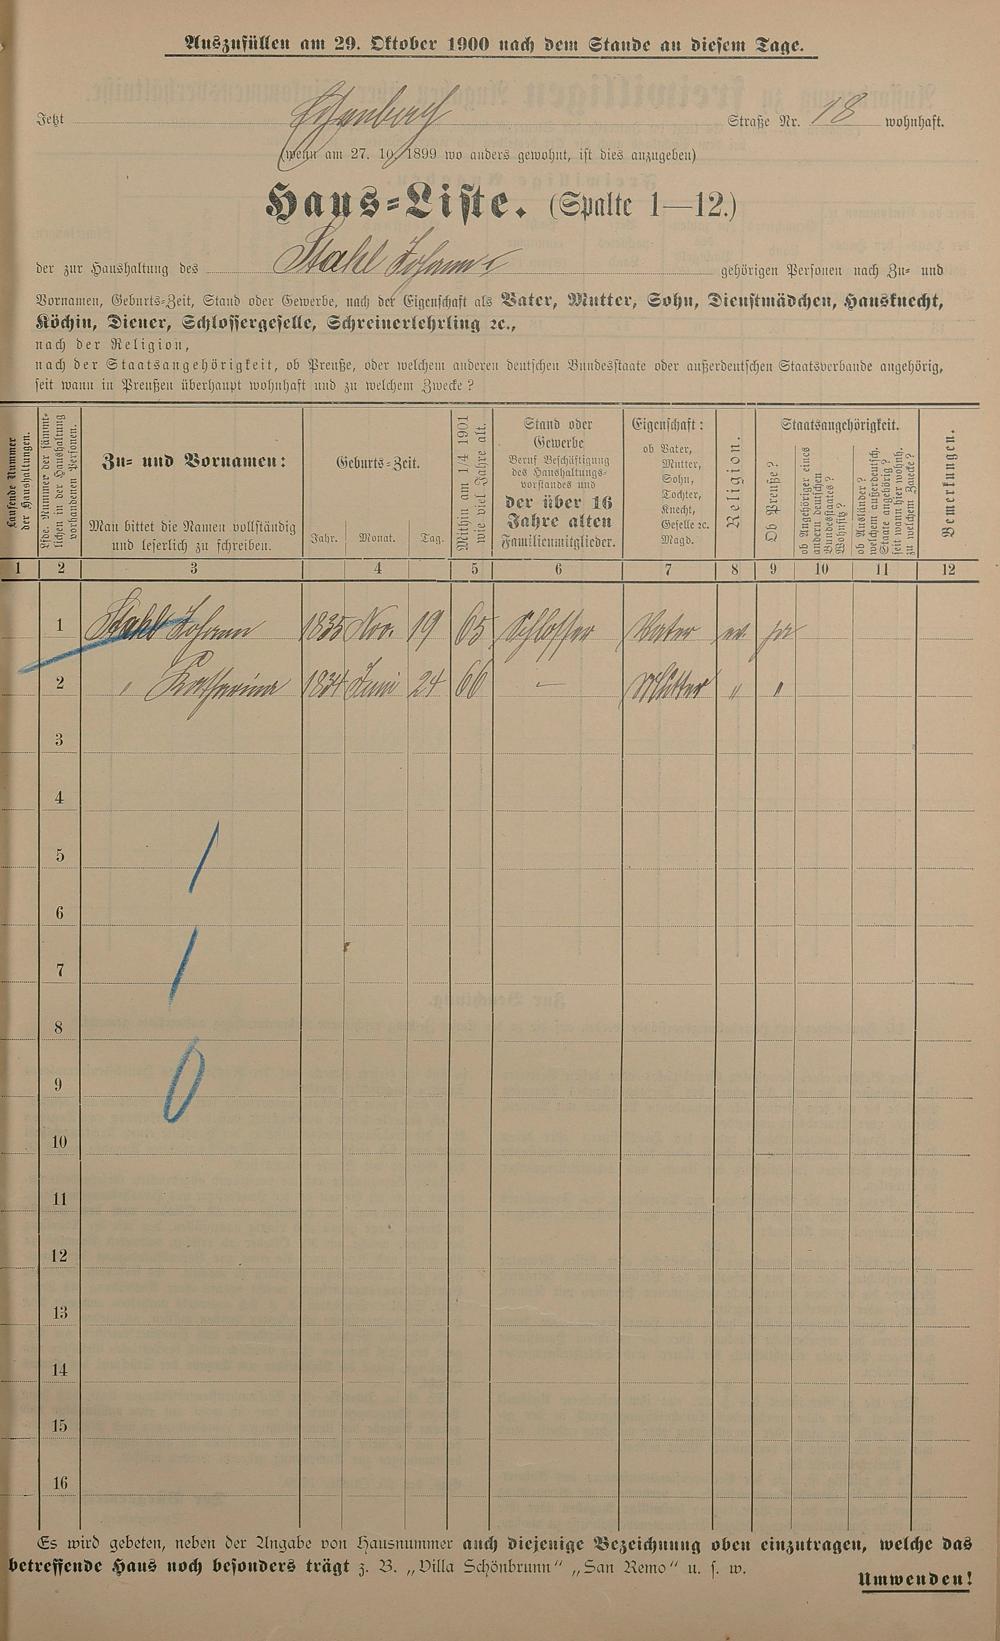 Auszufüllen am 29. Oktober 1900 nach dem Stande an diesem Tage.
Jetzt Straße Nr. 18 wohnhaft.
(wenn am 27. 10. 1899 wo anders gewohnt, ist dies anzugeben)
Haus-Liste. (Spalte 1—12.)
der zur Haushaltung des Stahl Johann gehörigen Personen nach Zu- und
Vornamen, Geburts-Zeit, Stand oder Gewerbe, nach der Eigenschaft als Vater, Mutter, Sohn, Dienstmädchen, Hausknecht,
Köchin, Diener, Schlossergeselle, Schreinerlehrling ꝛc.,
nach der Religion,
nach der Staatsangehörigkeit, ob Preuße, oder welchem anderen deutschen Bundesstaate oder außerdeutschen Staatsverbande angehörig,
seit wann in Preußen überhaupt wohnhaft und zu welchem Zwecke?
Laufende Nummer
der Haushaltungen.
Lfde. Nummer der sämmt-
lichen in der Haushaltung
vorhandenen Personen.
Zu- und Vornamen:
Man bittet die Namen vollständig
und leserlich zu schreiben.
Geburts-Zeit.
Jahr. Monat. Tag.
Mithin am 1/4 1901
wie viel Jahre alt.
Stand oder
Gewerbe
Beruf Beschäftigung
des Haushaltungs-
vorstandes und
der über 16
Jahre alten
Familienmitglieder.
Eigenschaft:
ob Vater,
Mutter,
Sohn,
Tochter,
Knecht,
Geselle ꝛc.
Magd.
Religion.
Staatsangehörigkeit.
Ob Preuße?
ob Angehöriger eines
andern deutschen
Bundesstaates?
Wohnsitz?
ob Ausländer?
welchem außerdeutsch.
Staate angehörig?
seit wann hier wohnh.
zu welchem Zwecke?
Bemerkungen.
1 2 3 4 5 6 7 8 9 10 11 12
1 Stahl Johann 1835 Nov. 19 65 Schlosser Vater ev ja
2 " Katharina 1834 Juni 24 66 — Mutter " "
3
4
5
6
7
8
9
10
11
12
13
14
15
16
Es wird gebeten, neben der Angabe von Hausnummer auch diejenige Bezeichnung oben einzutragen, welche das
betreffende Haus noch besonders trägt z. B. „Villa Schönbrunn" „San Remo" u. s. w.
Umwenden!